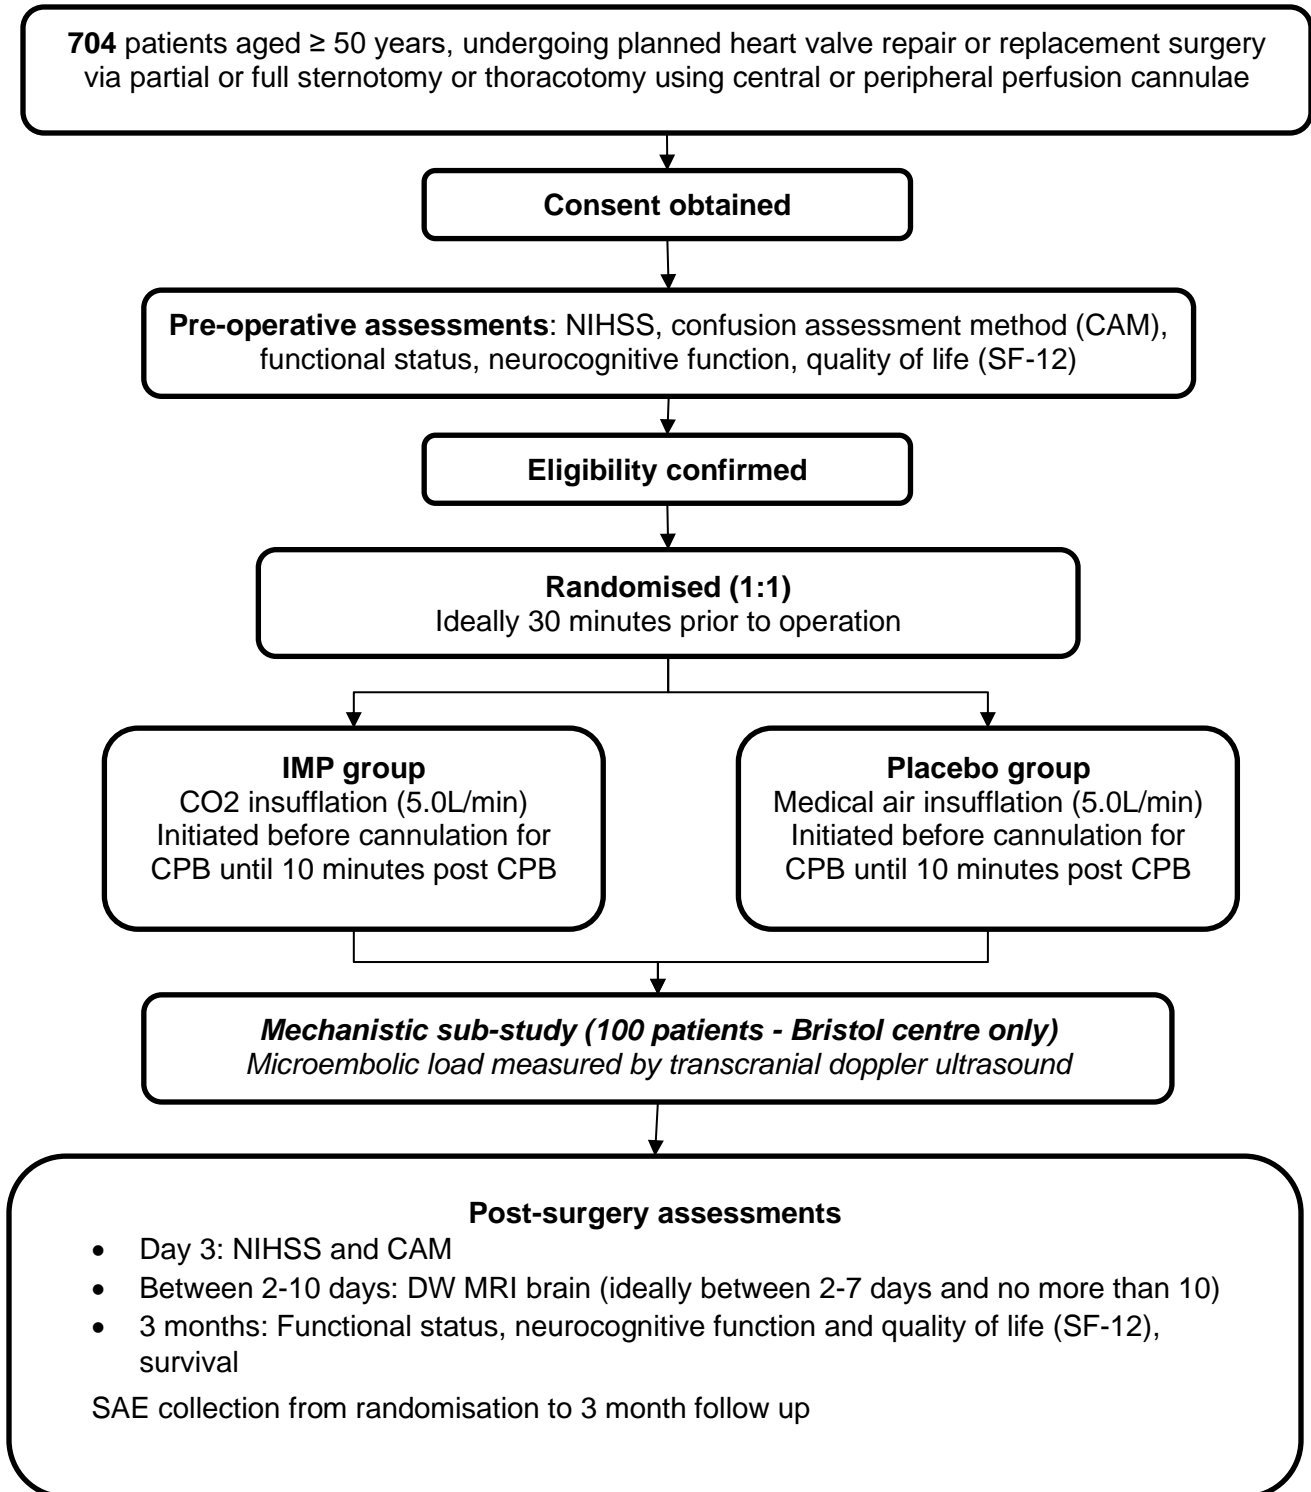 704 patients aged ≥ 50 years, undergoing planned heart valve repair or replacement surgery
via partial or full sternotomy or thoracotomy using central or peripheral perfusion cannulae
Consent obtained
Pre-operative assessments: NIHSS, confusion assessment method (CAM),
functional status, neurocognitive function, quality of life (SF-12)
Eligibility confirmed
Randomised (1:1)
Ideally 30 minutes prior to operation
IMP group
CO2 insufflation (5.0L/min)
Initiated before cannulation for
CPB until 10 minutes post CPB
Placebo group
Medical air insufflation (5.0L/min)
Initiated before cannulation for
CPB until 10 minutes post CPB
Mechanistic sub-study (100 patients - Bristol centre only)
Microembolic load measured by transcranial doppler ultrasound
Post-surgery assessments
• Day 3: NIHSS and CAM
• Between 2-10 days: DW MRI brain (ideally between 2-7 days and no more than 10)
• 3 months: Functional status, neurocognitive function and quality of life (SF-12),
survival
SAE collection from randomisation to 3 month follow up